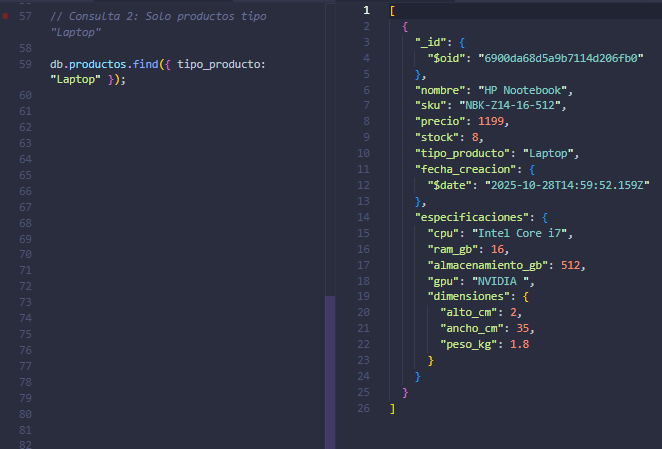 57 // Consulta 2: Solo productos tipo
"Laptop"
58
59 db.productos.find({ tipo_producto:
"Laptop" });
60
61
62
63
64
65
66
67
68
69
70
71
72
73
74
75
76
77
78
79
80
81
82
1 [
2 {
3 "_id": {
4 "$oid": "6900da68d5a9b7114d206fb0"
5 },
6 "nombre": "HP Nootebook",
7 "sku": "NBK-Z14-16-512",
8 "precio": 1199,
9 "stock": 8,
10 "tipo_producto": "Laptop",
11 "fecha_creacion": {
12 "$date": "2025-10-28T14:59:52.159Z"
13 },
14 "especificaciones": {
15 "cpu": "Intel Core i7",
16 "ram_gb": 16,
17 "almacenamiento_gb": 512,
18 "gpu": "NVIDIA ",
19 "dimensiones": {
20 "alto_cm": 2,
21 "ancho_cm": 35,
22 "peso_kg": 1.8
23 }
24 }
25 }
26 ]